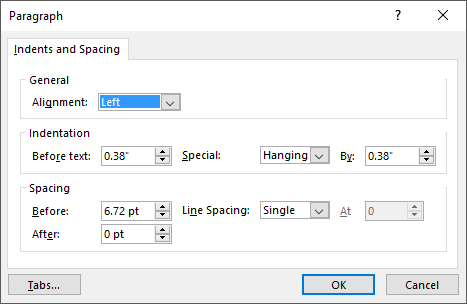 Paragraph ? ×
Indents and Spacing
General
Alignment: Left
Indentation
Before text: 0.38" Special: Hanging By: 0.38"
Spacing
Before: 6.72 pt Line Spacing: Single At 0
After: 0 pt
Tabs... OK Cancel